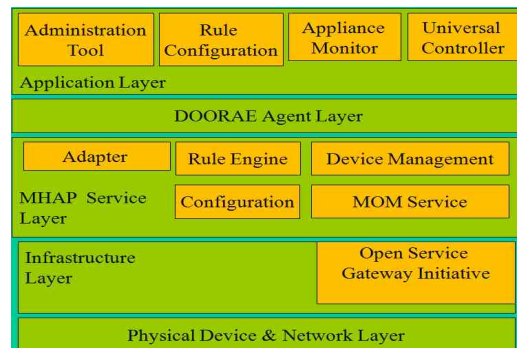 Administration
Tool
Rule
Configuration
Appliance
Monitor
Universal
Controller
Application Layer
DOORAE Agent Layer
Adapter
Rule Engine
Device Management
MHAP Service
Layer
Configuration
MOM Service
Infrastructure
Layer
Open Service
Gateway Initiative
Physical Device & Network Layer